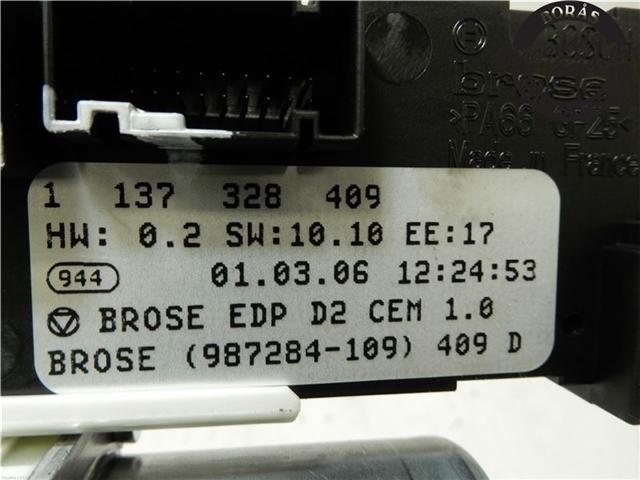 BORÅS
BOSCH
brose
>PA66 GF25<
Made in France
1 137 328 409
HW: 0.2 SW:10.10 EE:17
944 01.03.06 12:24:53
BROSE EDP D2 CEM 1.0
BROSE (987284-109) 409 D